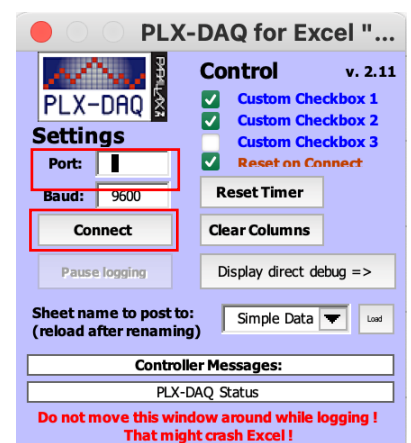 PLX-DAQ for Excel "...
PLX-DAQ
PARALLAX
Control
v. 2.11
Custom Checkbox 1
Custom Checkbox 2
Custom Checkbox 3
Reset on Connect
Settings
Port:
Baud: 9600
Reset Timer
Connect
Clear Columns
Pause logging
Display direct debug =>
Sheet name to post to:
(reload after renaming)
Simple Data
Load
Controller Messages:
PLX-DAQ Status
Do not move this window around while logging !
That might crash Excel !